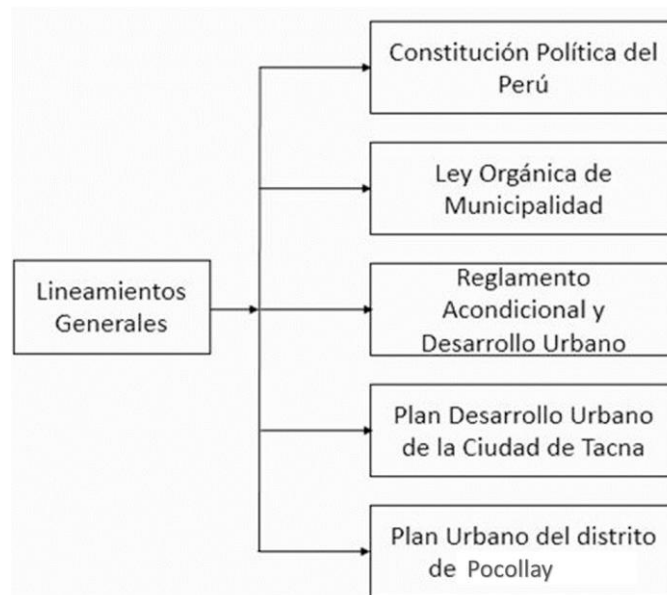 Constitución Política del
Perú
Ley Orgánica de
Municipalidad
Lineamientos
Generales
Reglamento
Acondicional y
Desarrollo Urbano
Plan Desarrollo Urbano
de la Ciudad de Tacna
Plan Urbano del distrito
de Pocollay